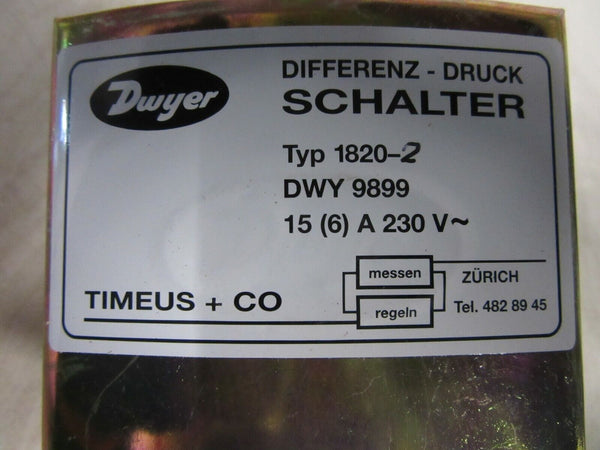 Dwyer
DIFFERENZ - DRUCK
SCHALTER
Typ 1820-2
DWY 9899
15 (6) A 230 V~
TIMEUS + CO
messen
regeln
ZÜRICH
Tel. 482 89 45